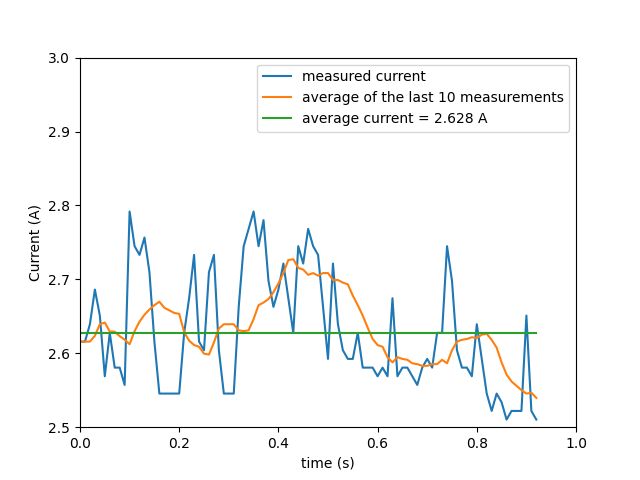 3.0
2.9
2.8
2.7
2.6
2.5
Current (A)
measured current
average of the last 10 measurements
average current = 2.628 A
0.0 0.2 0.4 0.6 0.8 1.0
time (s)